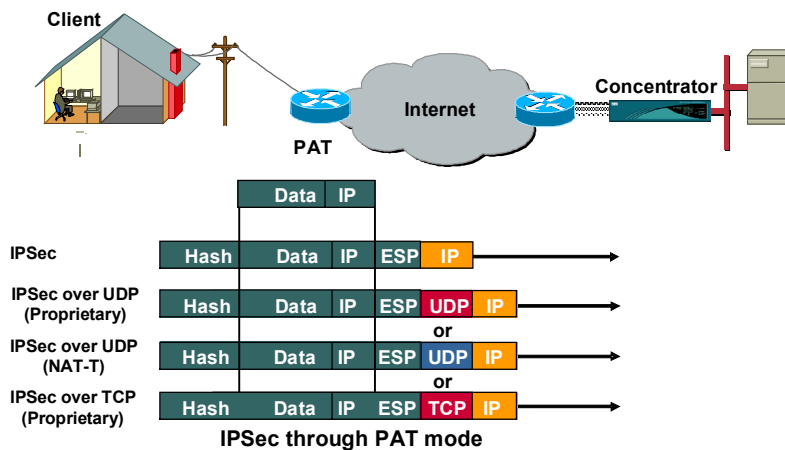 Client
Concentrator
Internet
PAT
Data IP
IPSec Hash Data IP ESP IP
IPSec over UDP
(Proprietary) Hash Data IP ESP UDP IP
or
IPSec over UDP
(NAT-T) Hash Data IP ESP UDP IP
or
IPSec over TCP
(Proprietary) Hash Data IP ESP TCP IP
IPSec through PAT mode